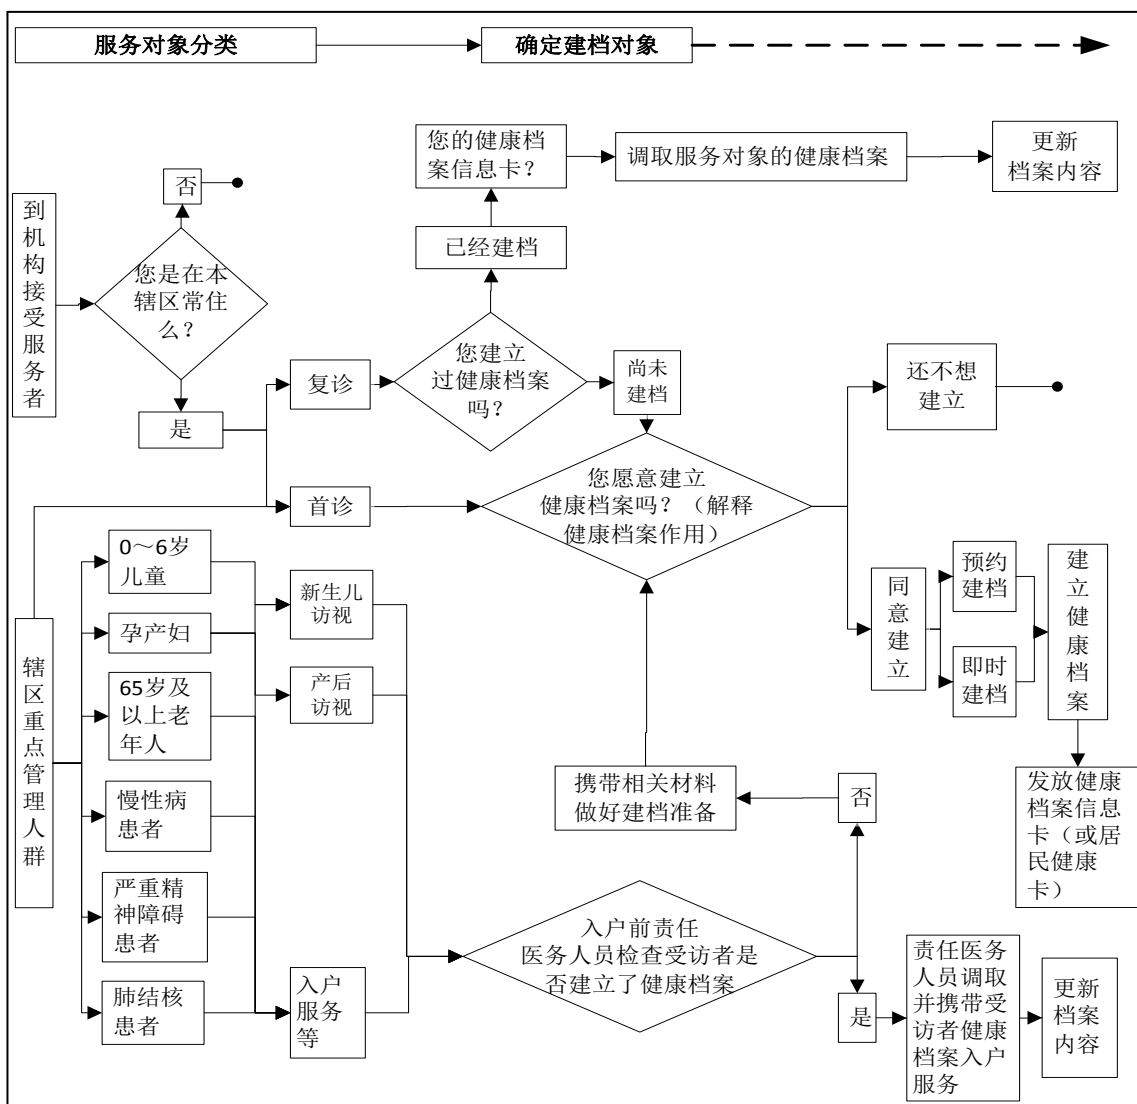 服务对象分类
确定建档对象
您的健康档
案信息卡？
调取服务对象的健康档案
更新
档案内容
否
到
机
构
接
受
服
务
者
已经建档
您是在本
辖区常住
么？
您建立
过健康档案
吗？
复诊
尚未
建档
还不想
建立
是
您愿意建立
健康档案吗？（解释
健康档案作用）
首诊
0～6岁
儿童
新生儿
访视
孕产妇
产后
访视
65岁及
以上老
年人
辖
区
重
点
管
理
人
群
慢性病
患者
严重精
神障碍
患者
肺结核
患者
入户
服务
等
同
意
建
立
预约
建档
即时
建档
建
立
健
康
档
案
发放健康
档案信息
卡（或居
民健康
卡）
携带相关材料
做好建档准备
否
入户前责任
医务人员检查受访者是
否建立了健康档案
是
责任医务
人员调取
并携带受
访者健康
档案入户
服务
更新
档案
内容